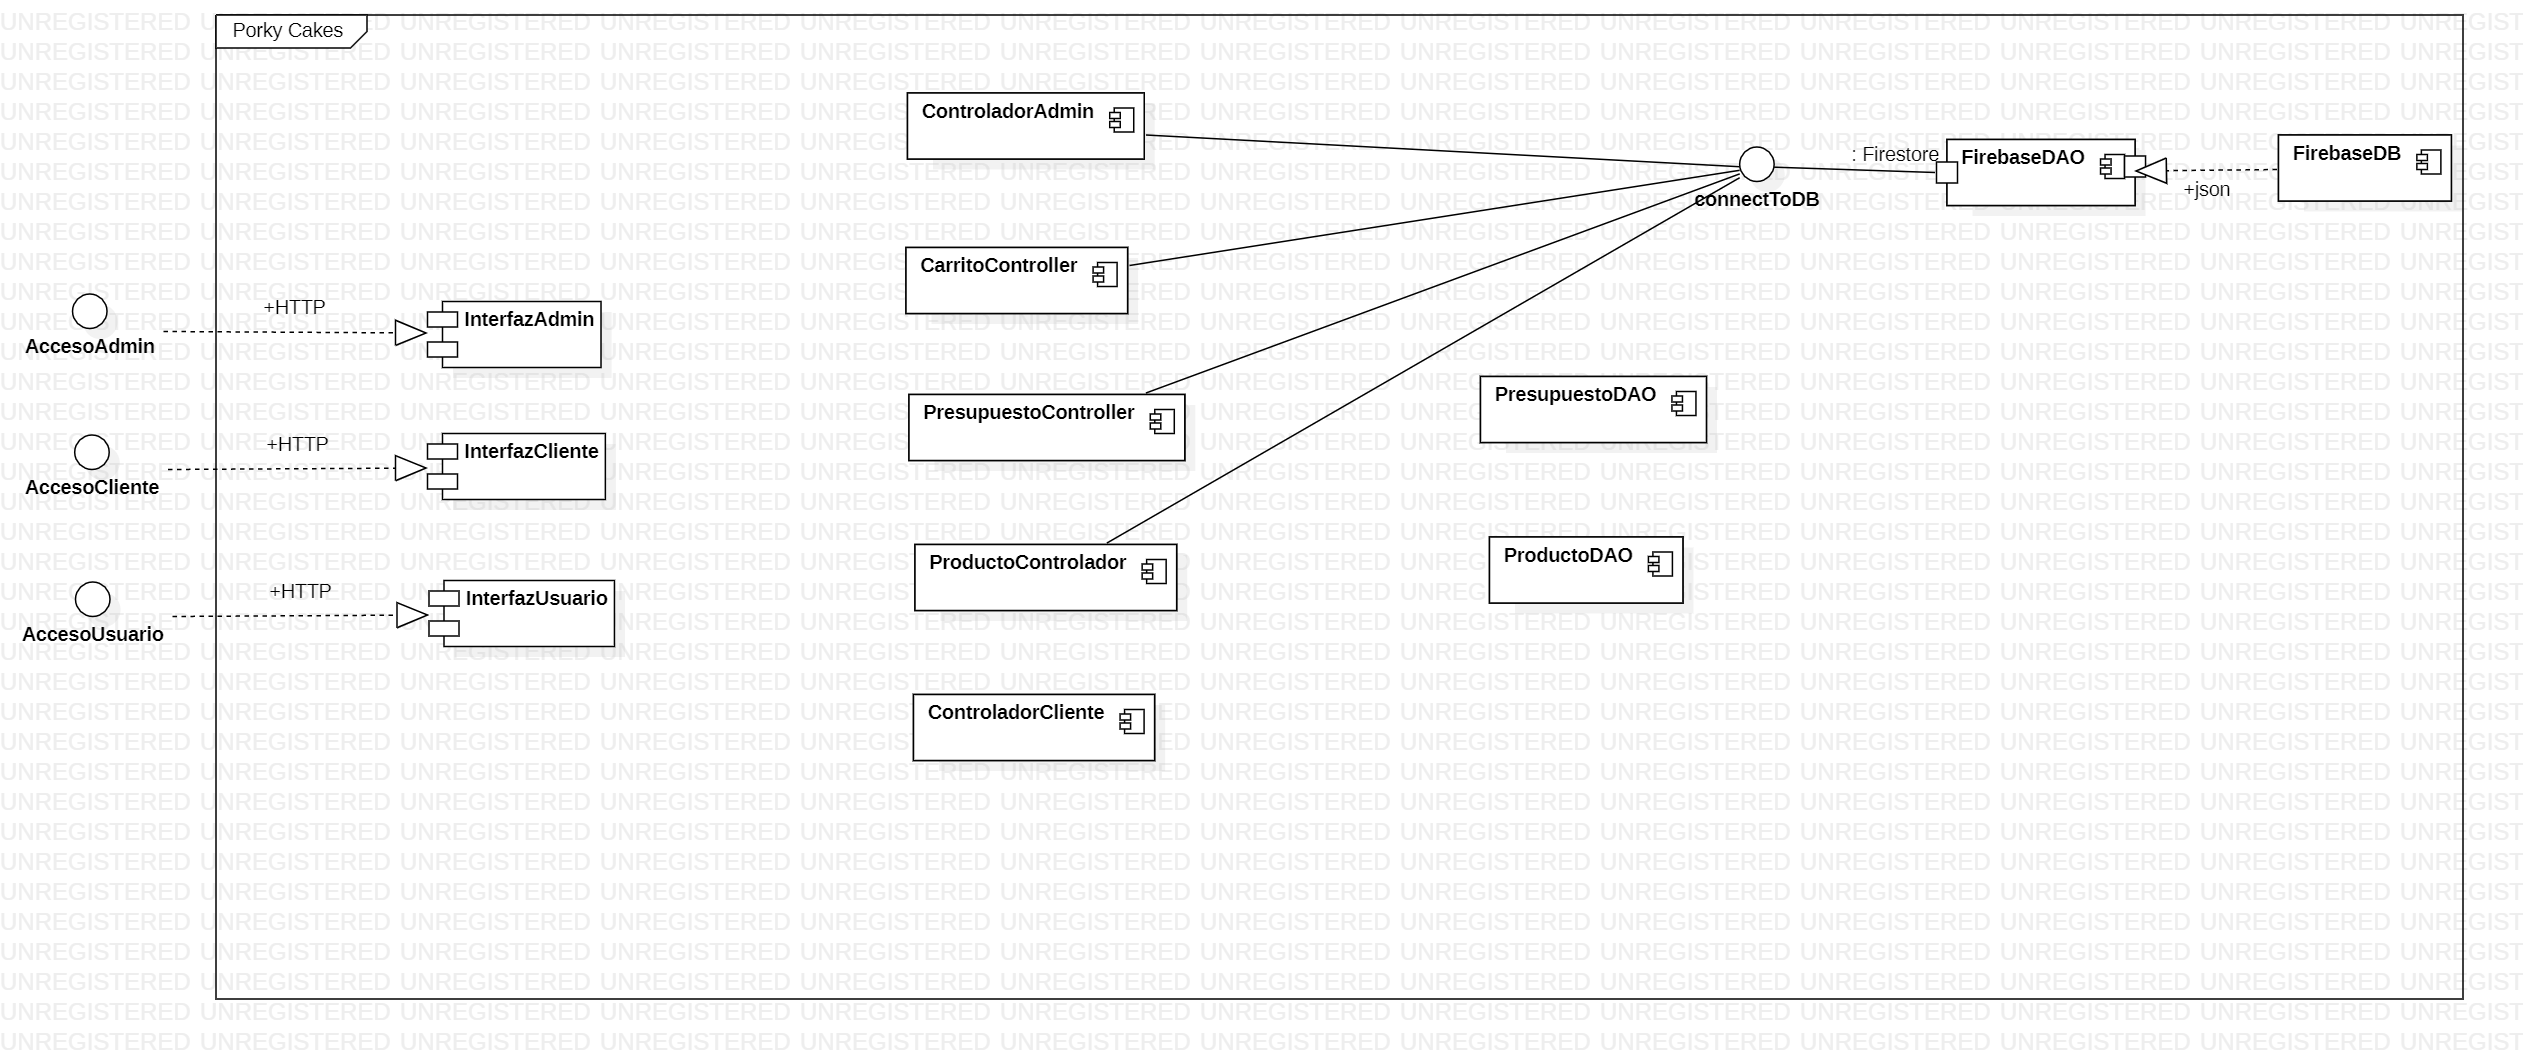 Porky Cakes
ControladorAdmin
: Firestore
FirebaseDAO
FirebaseDB
+json
connectToDB
CarritoController
+HTTP
InterfazAdmin
AccesoAdmin
PresupuestoDAO
PresupuestoController
+HTTP
InterfazCliente
AccesoCliente
ProductoControlador
ProductoDAO
+HTTP
InterfazUsuario
AccesoUsuario
ControladorCliente
UNREGISTERED